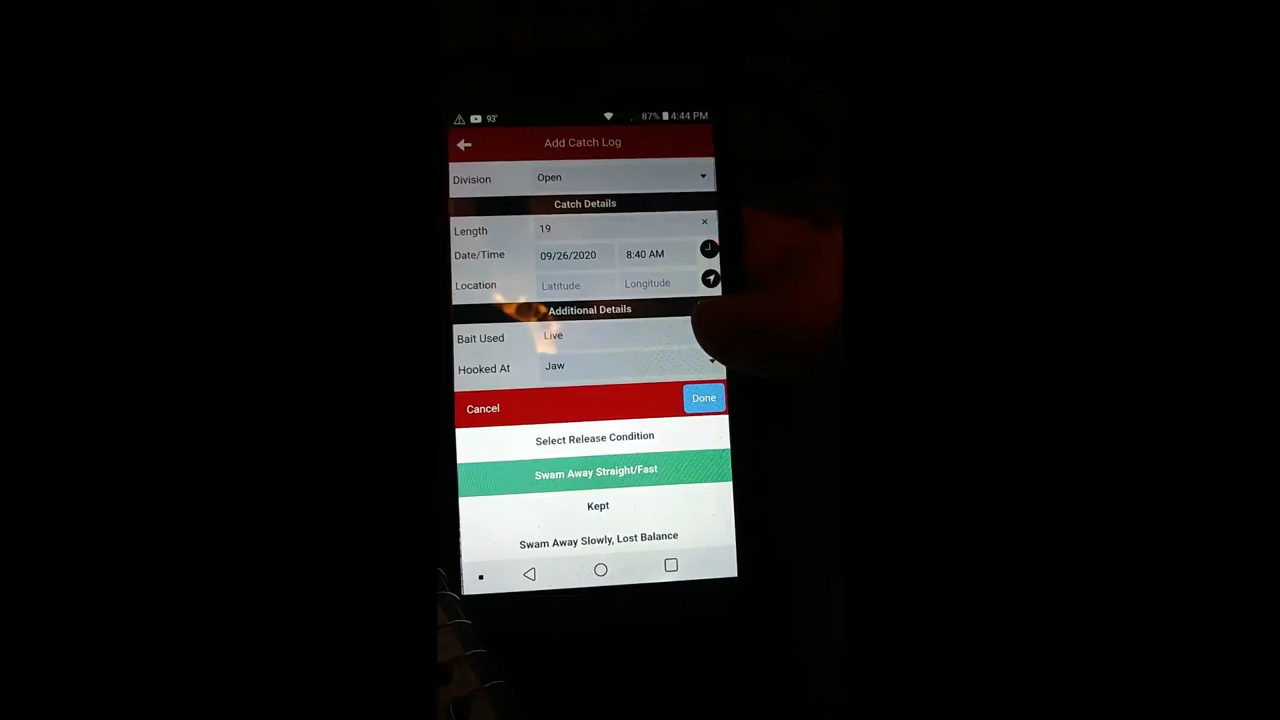 93° 87% 4:44 PM
Add Catch Log
Division Open
Catch Details
Length 19 ×
Date/Time 09/26/2020 8:40 AM
Location Latitude Longitude
Additional Details
Bait Used Live
Hooked At Jaw
Cancel Done
Select Release Condition
Swam Away Straight/Fast
Kept
Swam Away Slowly, Lost Balance